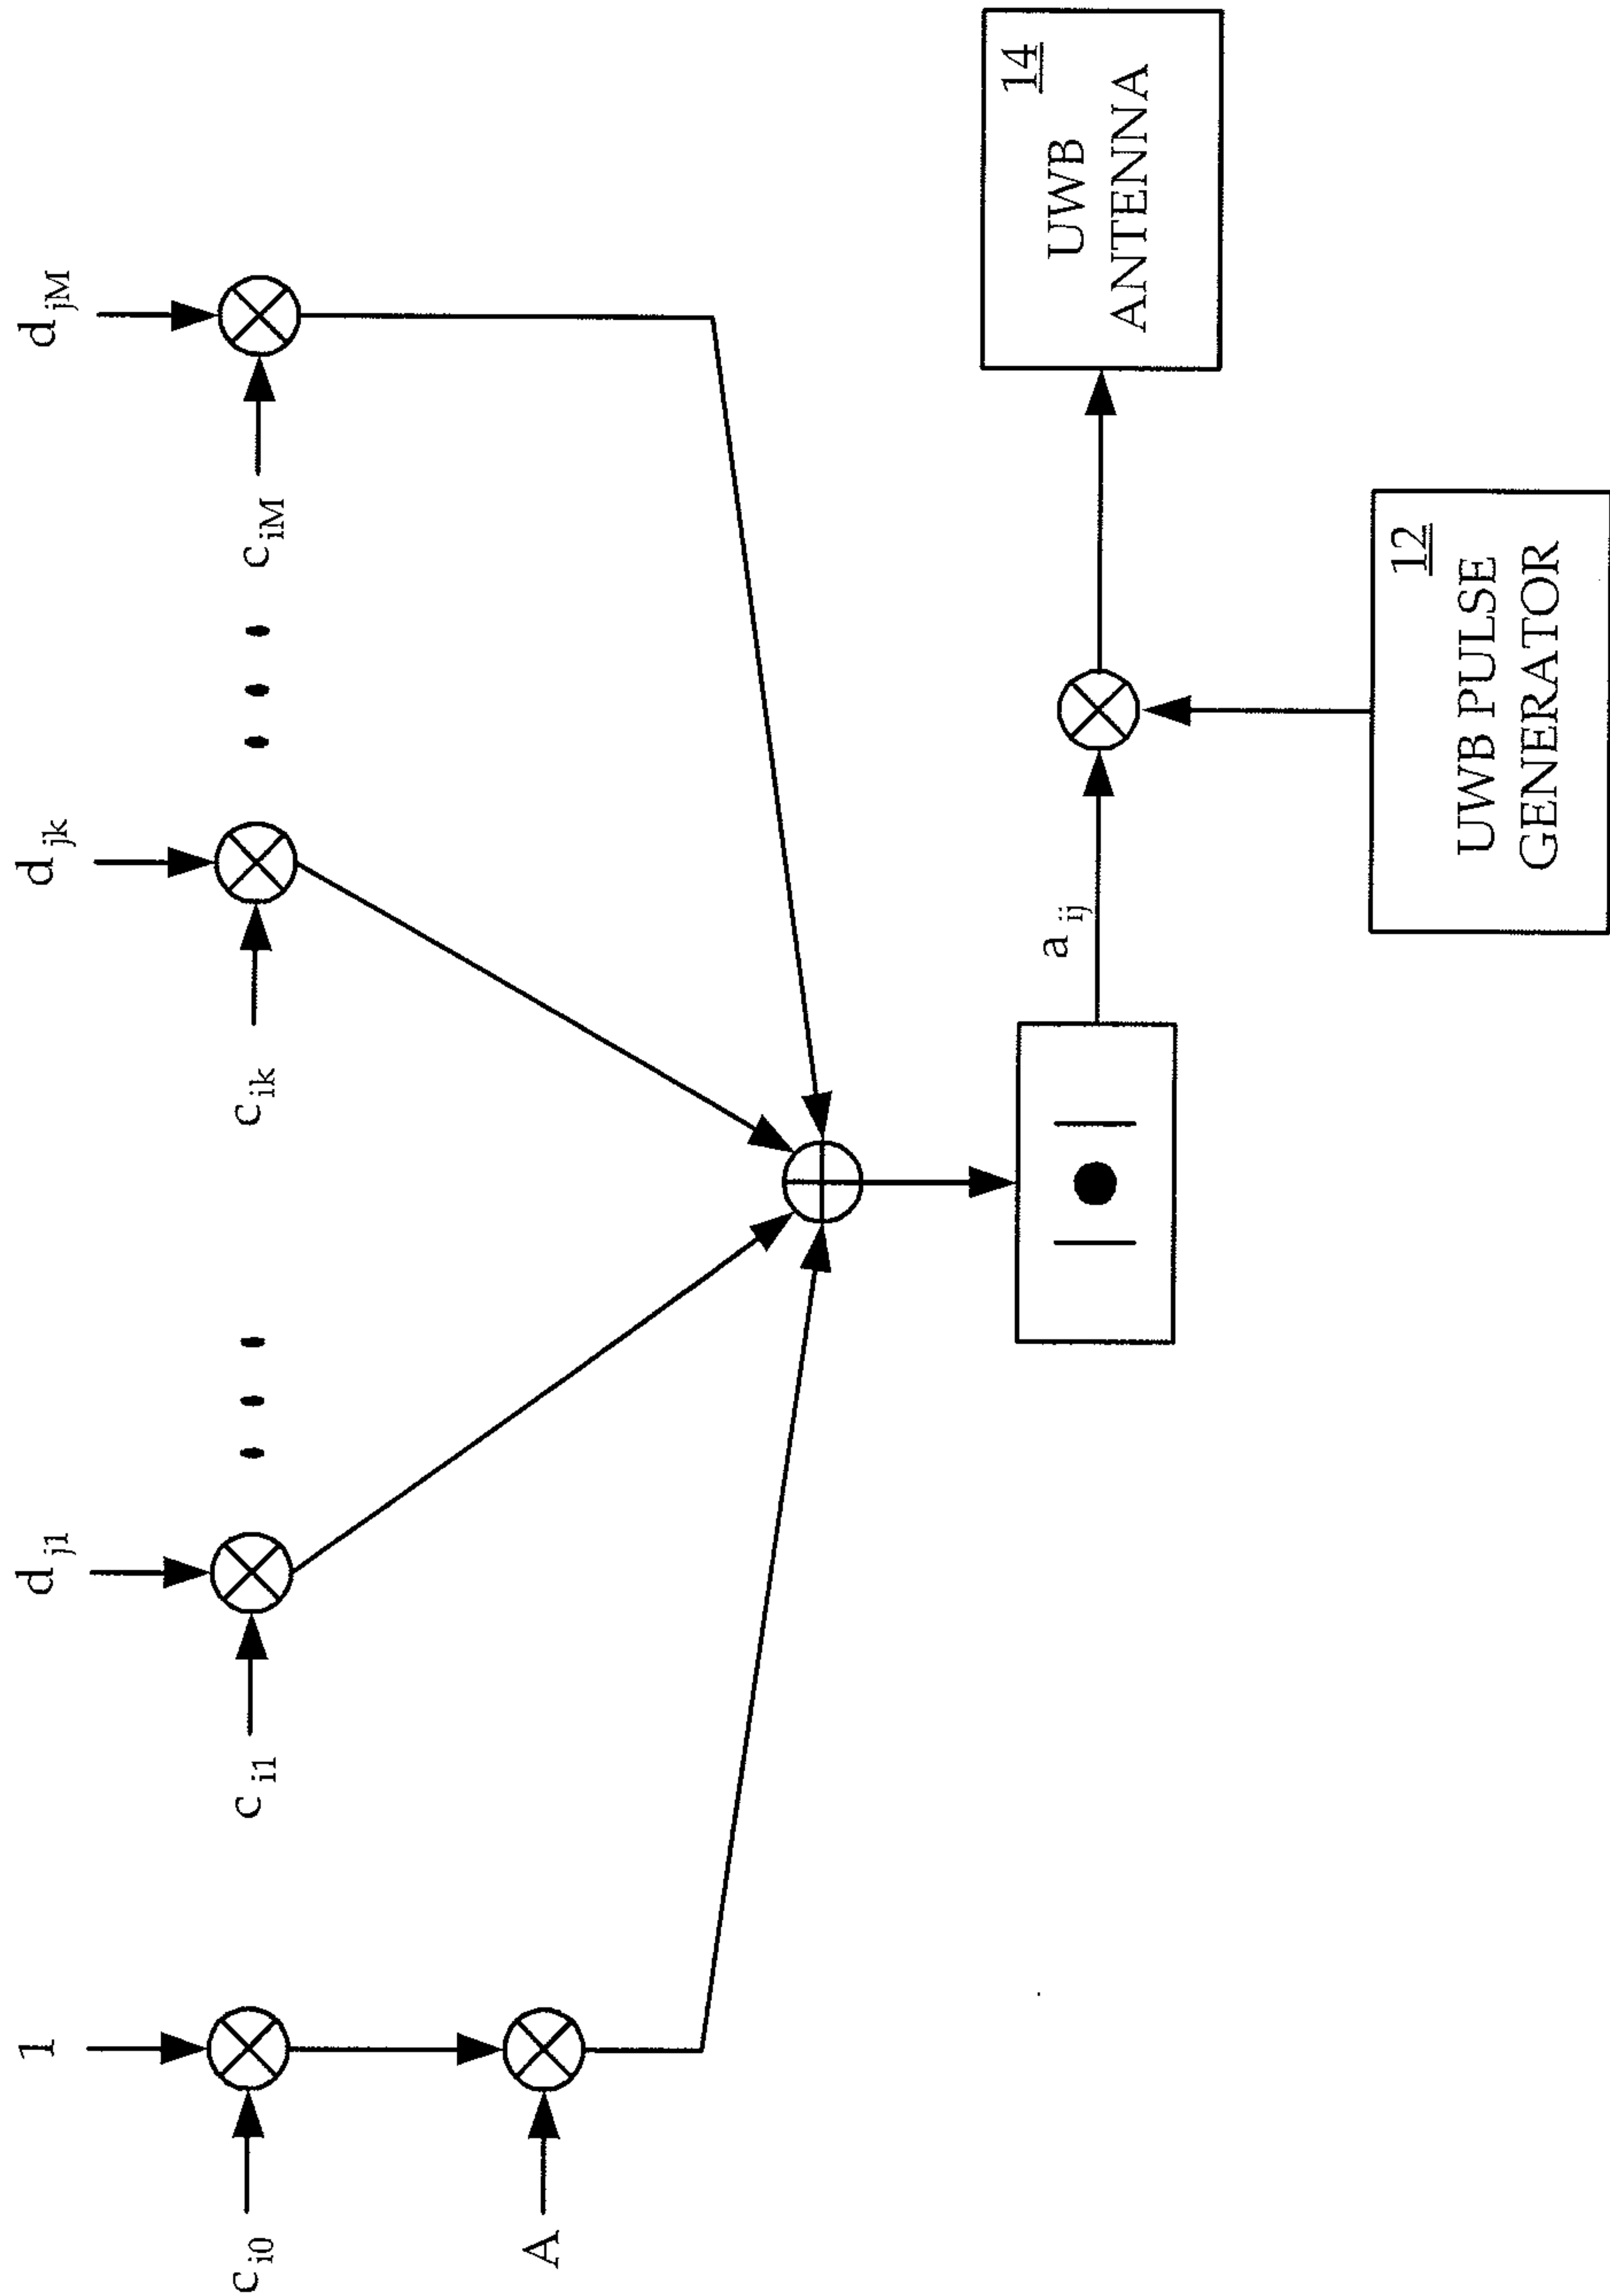 1
d_j1
d_jk
d_jM
c_i0
c_i1
c_ik
c_iM
A
| ● |
a_ij
14
UWB
ANTENNA
12
UWB PULSE
GENERATOR